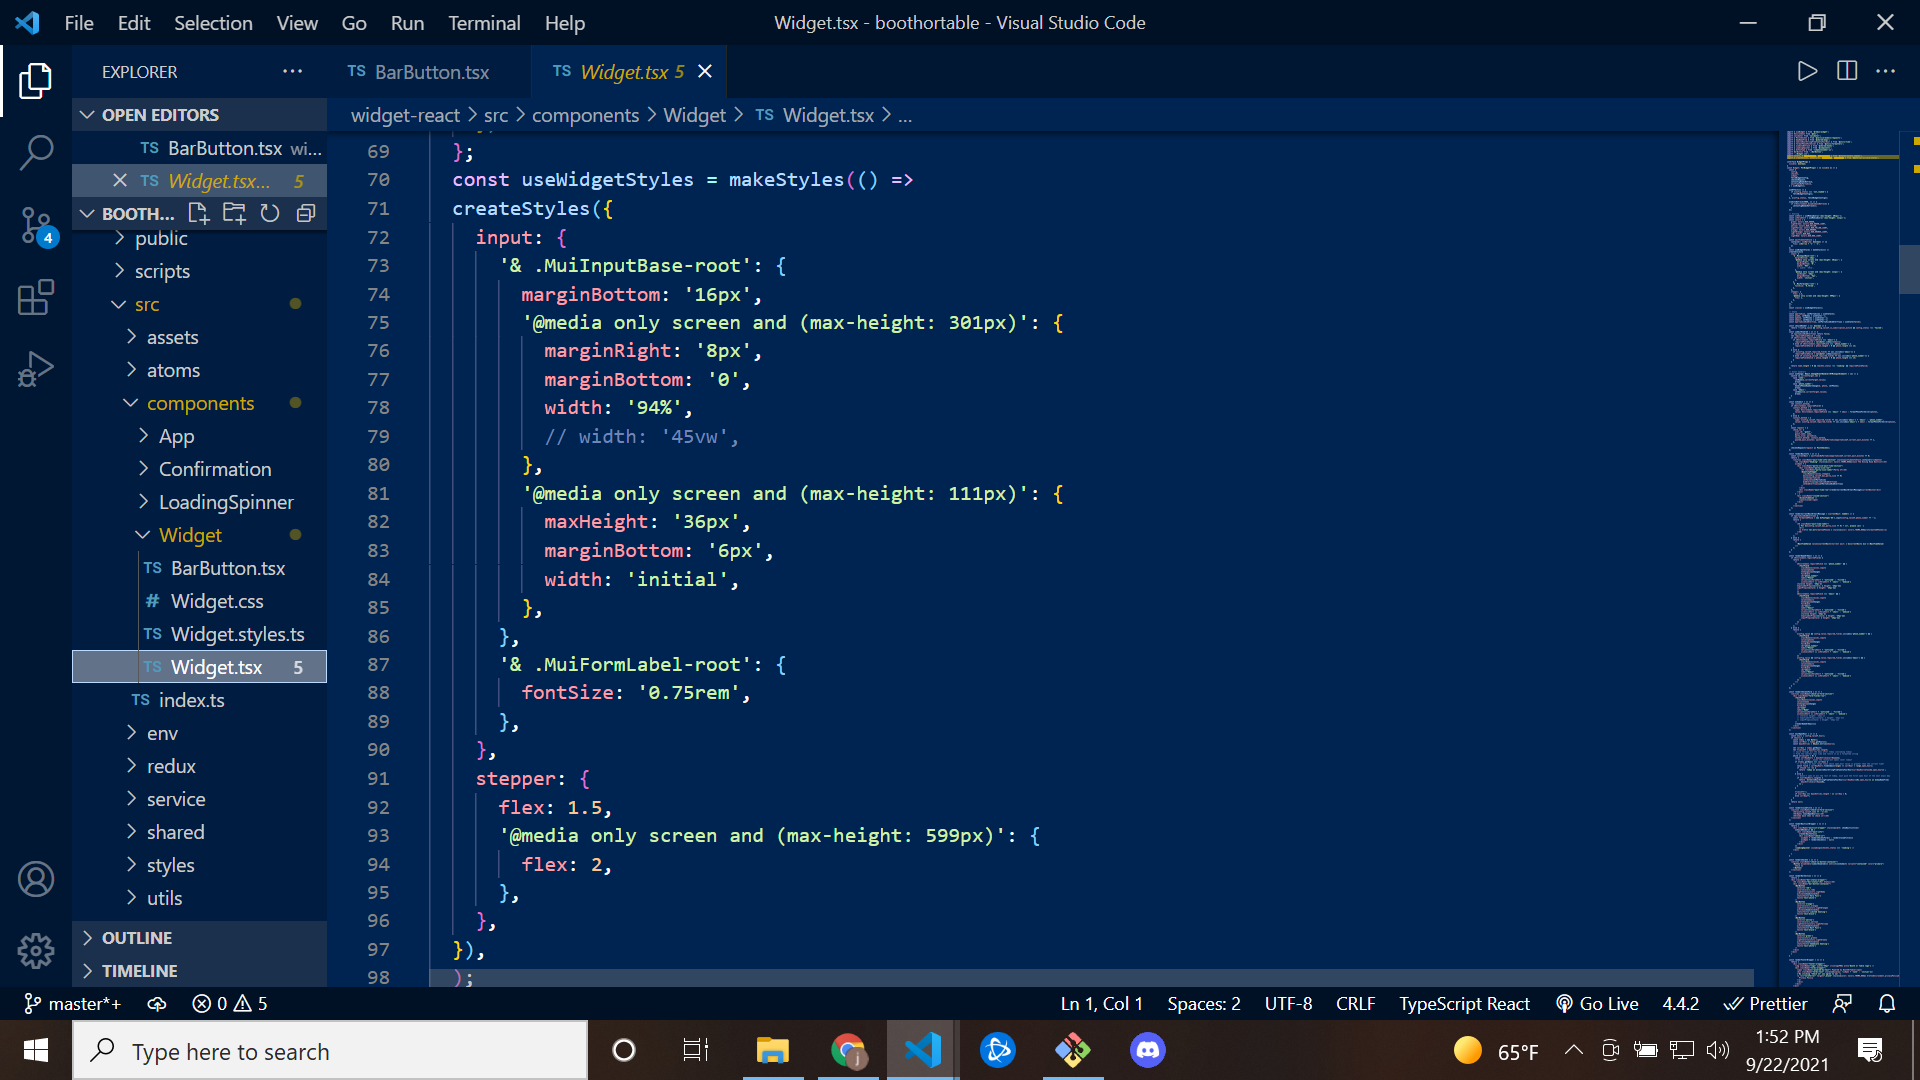 File Edit Selection View Go Run Terminal Help
Widget.tsx - boothortable - Visual Studio Code
EXPLORER
TS BarButton.tsx
TS Widget.tsx 5
OPEN EDITORS
TS BarButton.tsx wi...
TS Widget.tsx... 5
BOOTH...
public
scripts
src
assets
atoms
components
App
Confirmation
LoadingSpinner
Widget
TS BarButton.tsx
# Widget.css
TS Widget.styles.ts
TS Widget.tsx 5
TS index.ts
env
redux
service
shared
styles
utils
OUTLINE
TIMELINE
4
widget-react > src > components > Widget > TS Widget.tsx > ...
69 };
70 const useWidgetStyles = makeStyles(() =>
71 createStyles({
72 input: {
73 '& .MuiInputBase-root': {
74 marginBottom: '16px',
75 '@media only screen and (max-height: 301px)': {
76 marginRight: '8px',
77 marginBottom: '0',
78 width: '94%',
79 // width: '45vw',
80 },
81 '@media only screen and (max-height: 111px)': {
82 maxHeight: '36px',
83 marginBottom: '6px',
84 width: 'initial',
85 },
86 },
87 '& .MuiFormLabel-root': {
88 fontSize: '0.75rem',
89 },
90 },
91 stepper: {
92 flex: 1.5,
93 '@media only screen and (max-height: 599px)': {
94 flex: 2,
95 },
96 },
97 }),
98 );
master*+ 0 5
Ln 1, Col 1 Spaces: 2 UTF-8 CRLF TypeScript React Go Live 4.4.2 Prettier
Type here to search
j
65°F
1:52 PM
9/22/2021